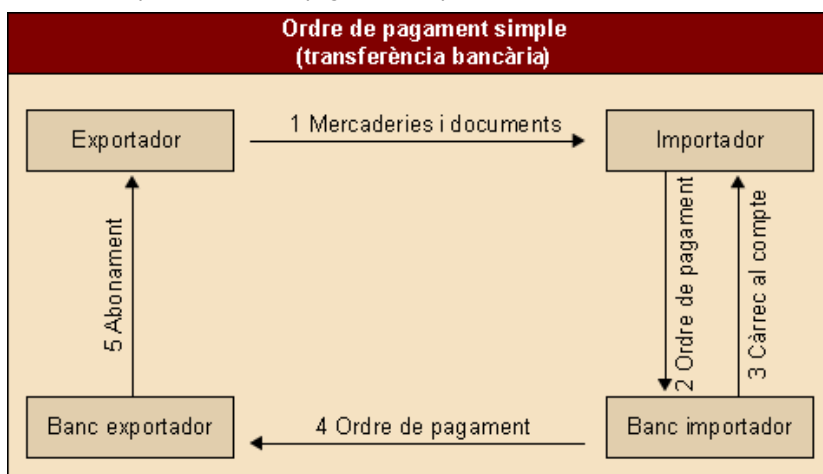 Ordre de pagament simple
(transferència bancària)
Exportador
1 Mercaderies i documents
Importador
5 Abonament
2 Ordre de pagament
3 Càrrec al compte
Banc exportador
4 Ordre de pagament
Banc importador